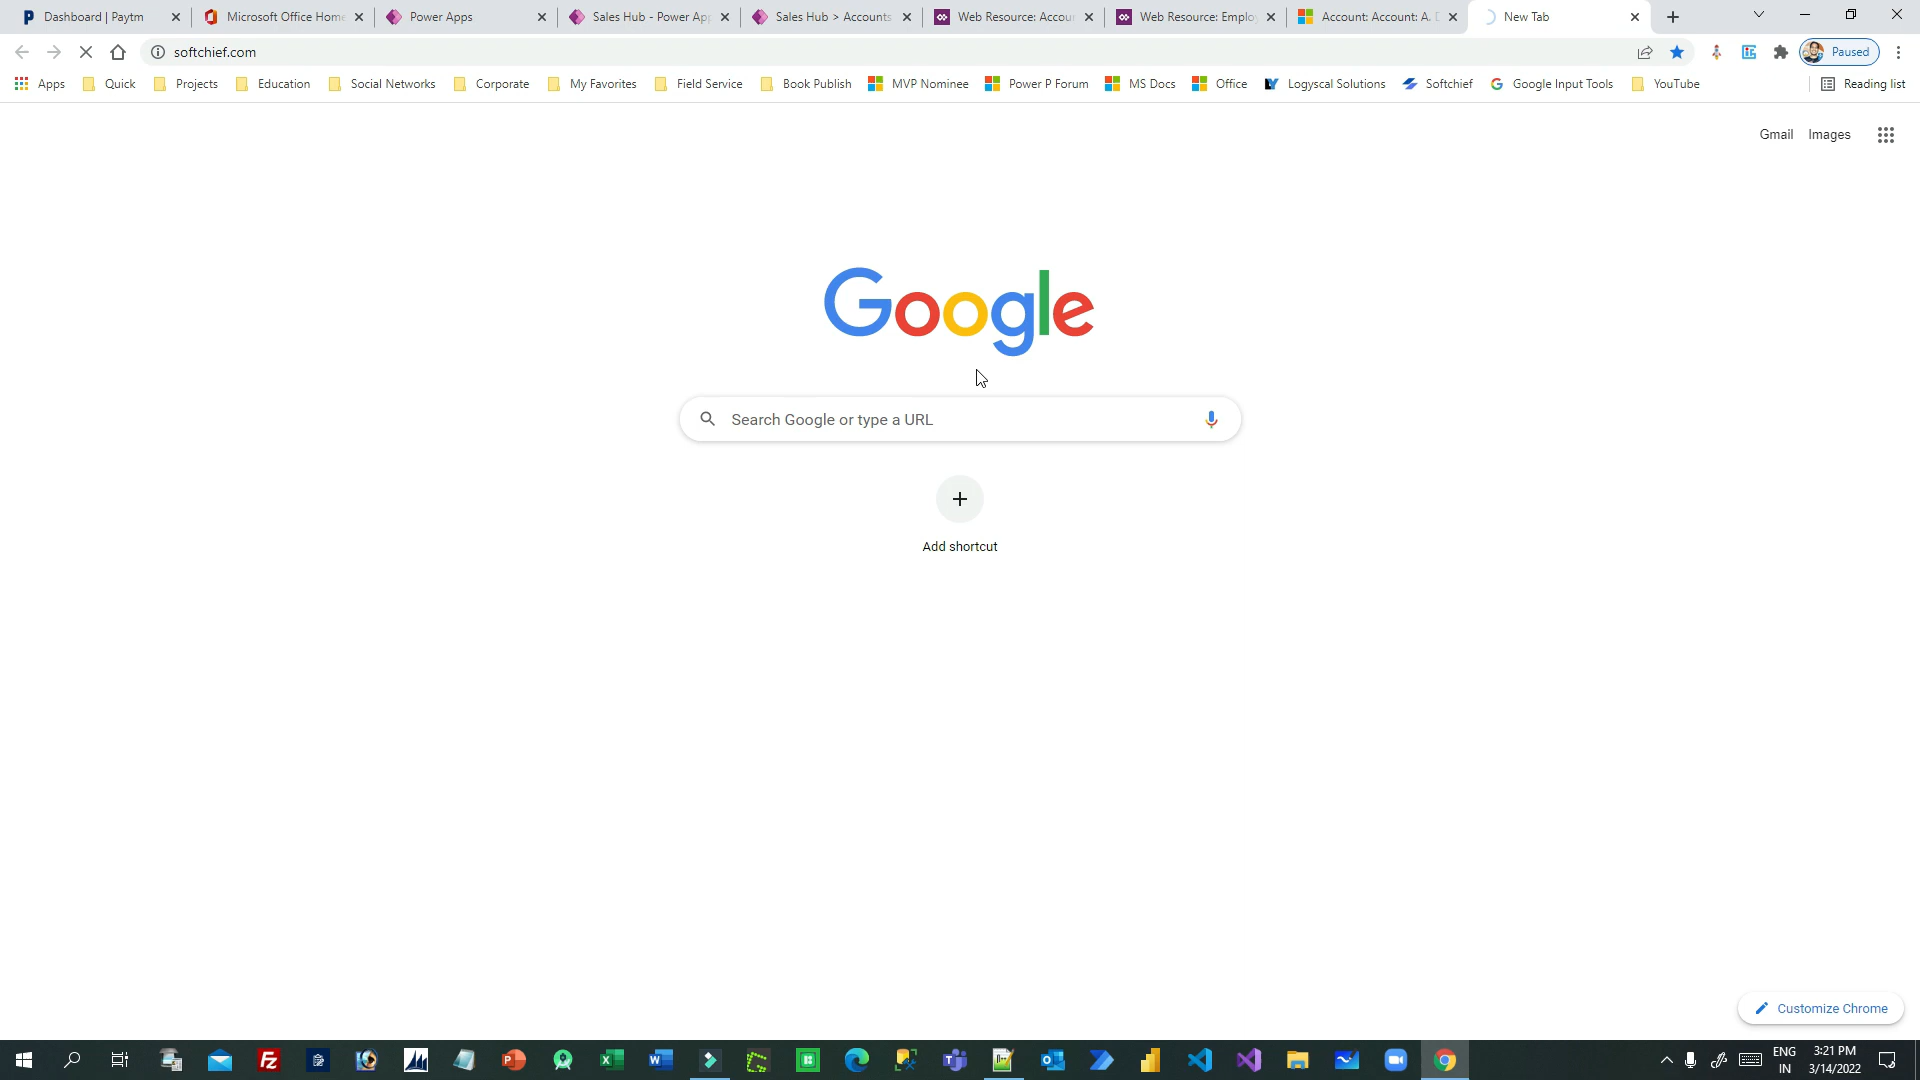 Dashboard | Paytm
Microsoft Office Home
Power Apps
Sales Hub - Power Ap
Sales Hub > Accounts
Web Resource: Accou
Web Resource: Emplo
Account: Account: A. D
New Tab
softchief.com
Paused
Apps
Quick
Projects
Education
Social Networks
Corporate
My Favorites
Field Service
Book Publish
MVP Nominee
Power P Forum
MS Docs
Office
Logyscal Solutions
Softchief
Google Input Tools
YouTube
Reading list
Gmail
Images
Google
Search Google or type a URL
Add shortcut
Customize Chrome
ENG
IN
3:21 PM
3/14/2022